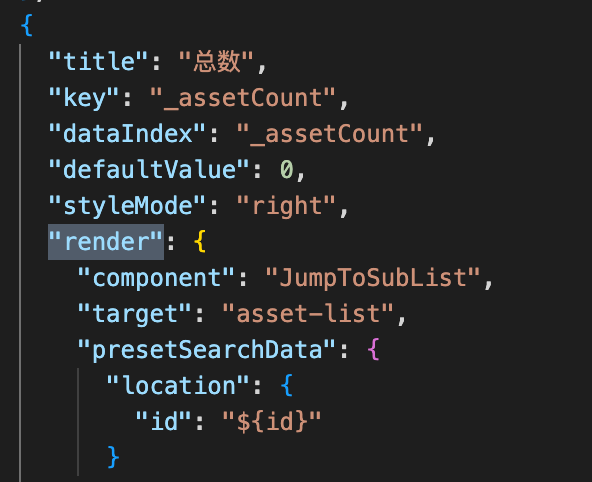 {
"title": "总数",
"key": "_assetCount",
"dataIndex": "_assetCount",
"defaultValue": 0,
"styleMode": "right",
"render": {
"component": "JumpToSubList",
"target": "asset-list",
"presetSearchData": {
"location": {
"id": "${id}"
}